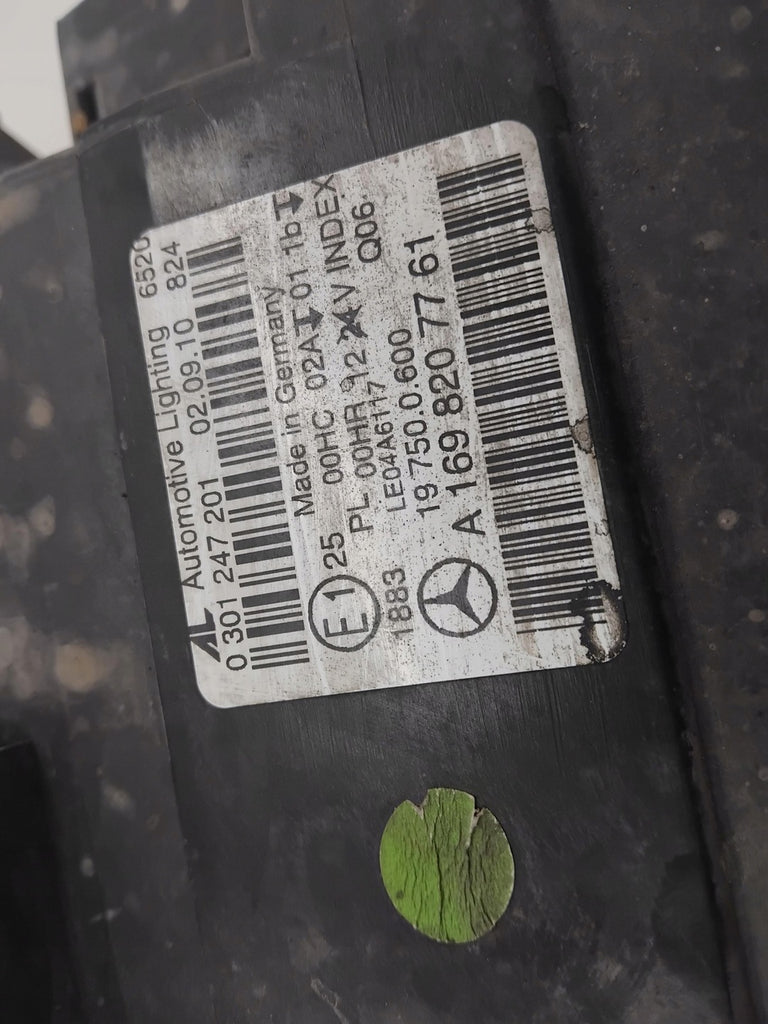 AL Automotive Lighting 6520
0 301 247 201 02.09.10 824
Made in Germany
E1 25 00HC 02A 01 1b
PL 00HR 12 24V INDEX
1883 LE04A6117 Q06
19.750.0.600
A 169 820 77 61